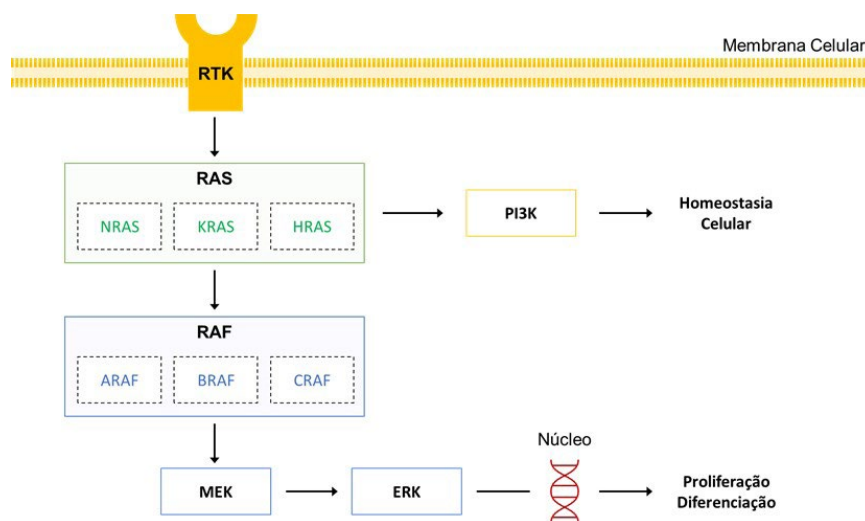 Membrana Celular
RTK
RAS
NRAS
KRAS
HRAS
PI3K
Homeostasia
Celular
RAF
ARAF
BRAF
CRAF
Núcleo
MEK
ERK
Proliferação
Diferenciação